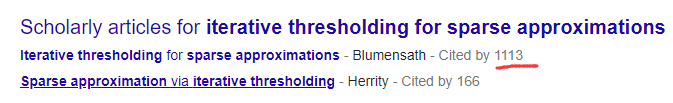 Scholarly articles for iterative thresholding for sparse approximations
Iterative thresholding for sparse approximations - Blumensath - Cited by 1113
Sparse approximation via iterative thresholding - Herrity - Cited by 166